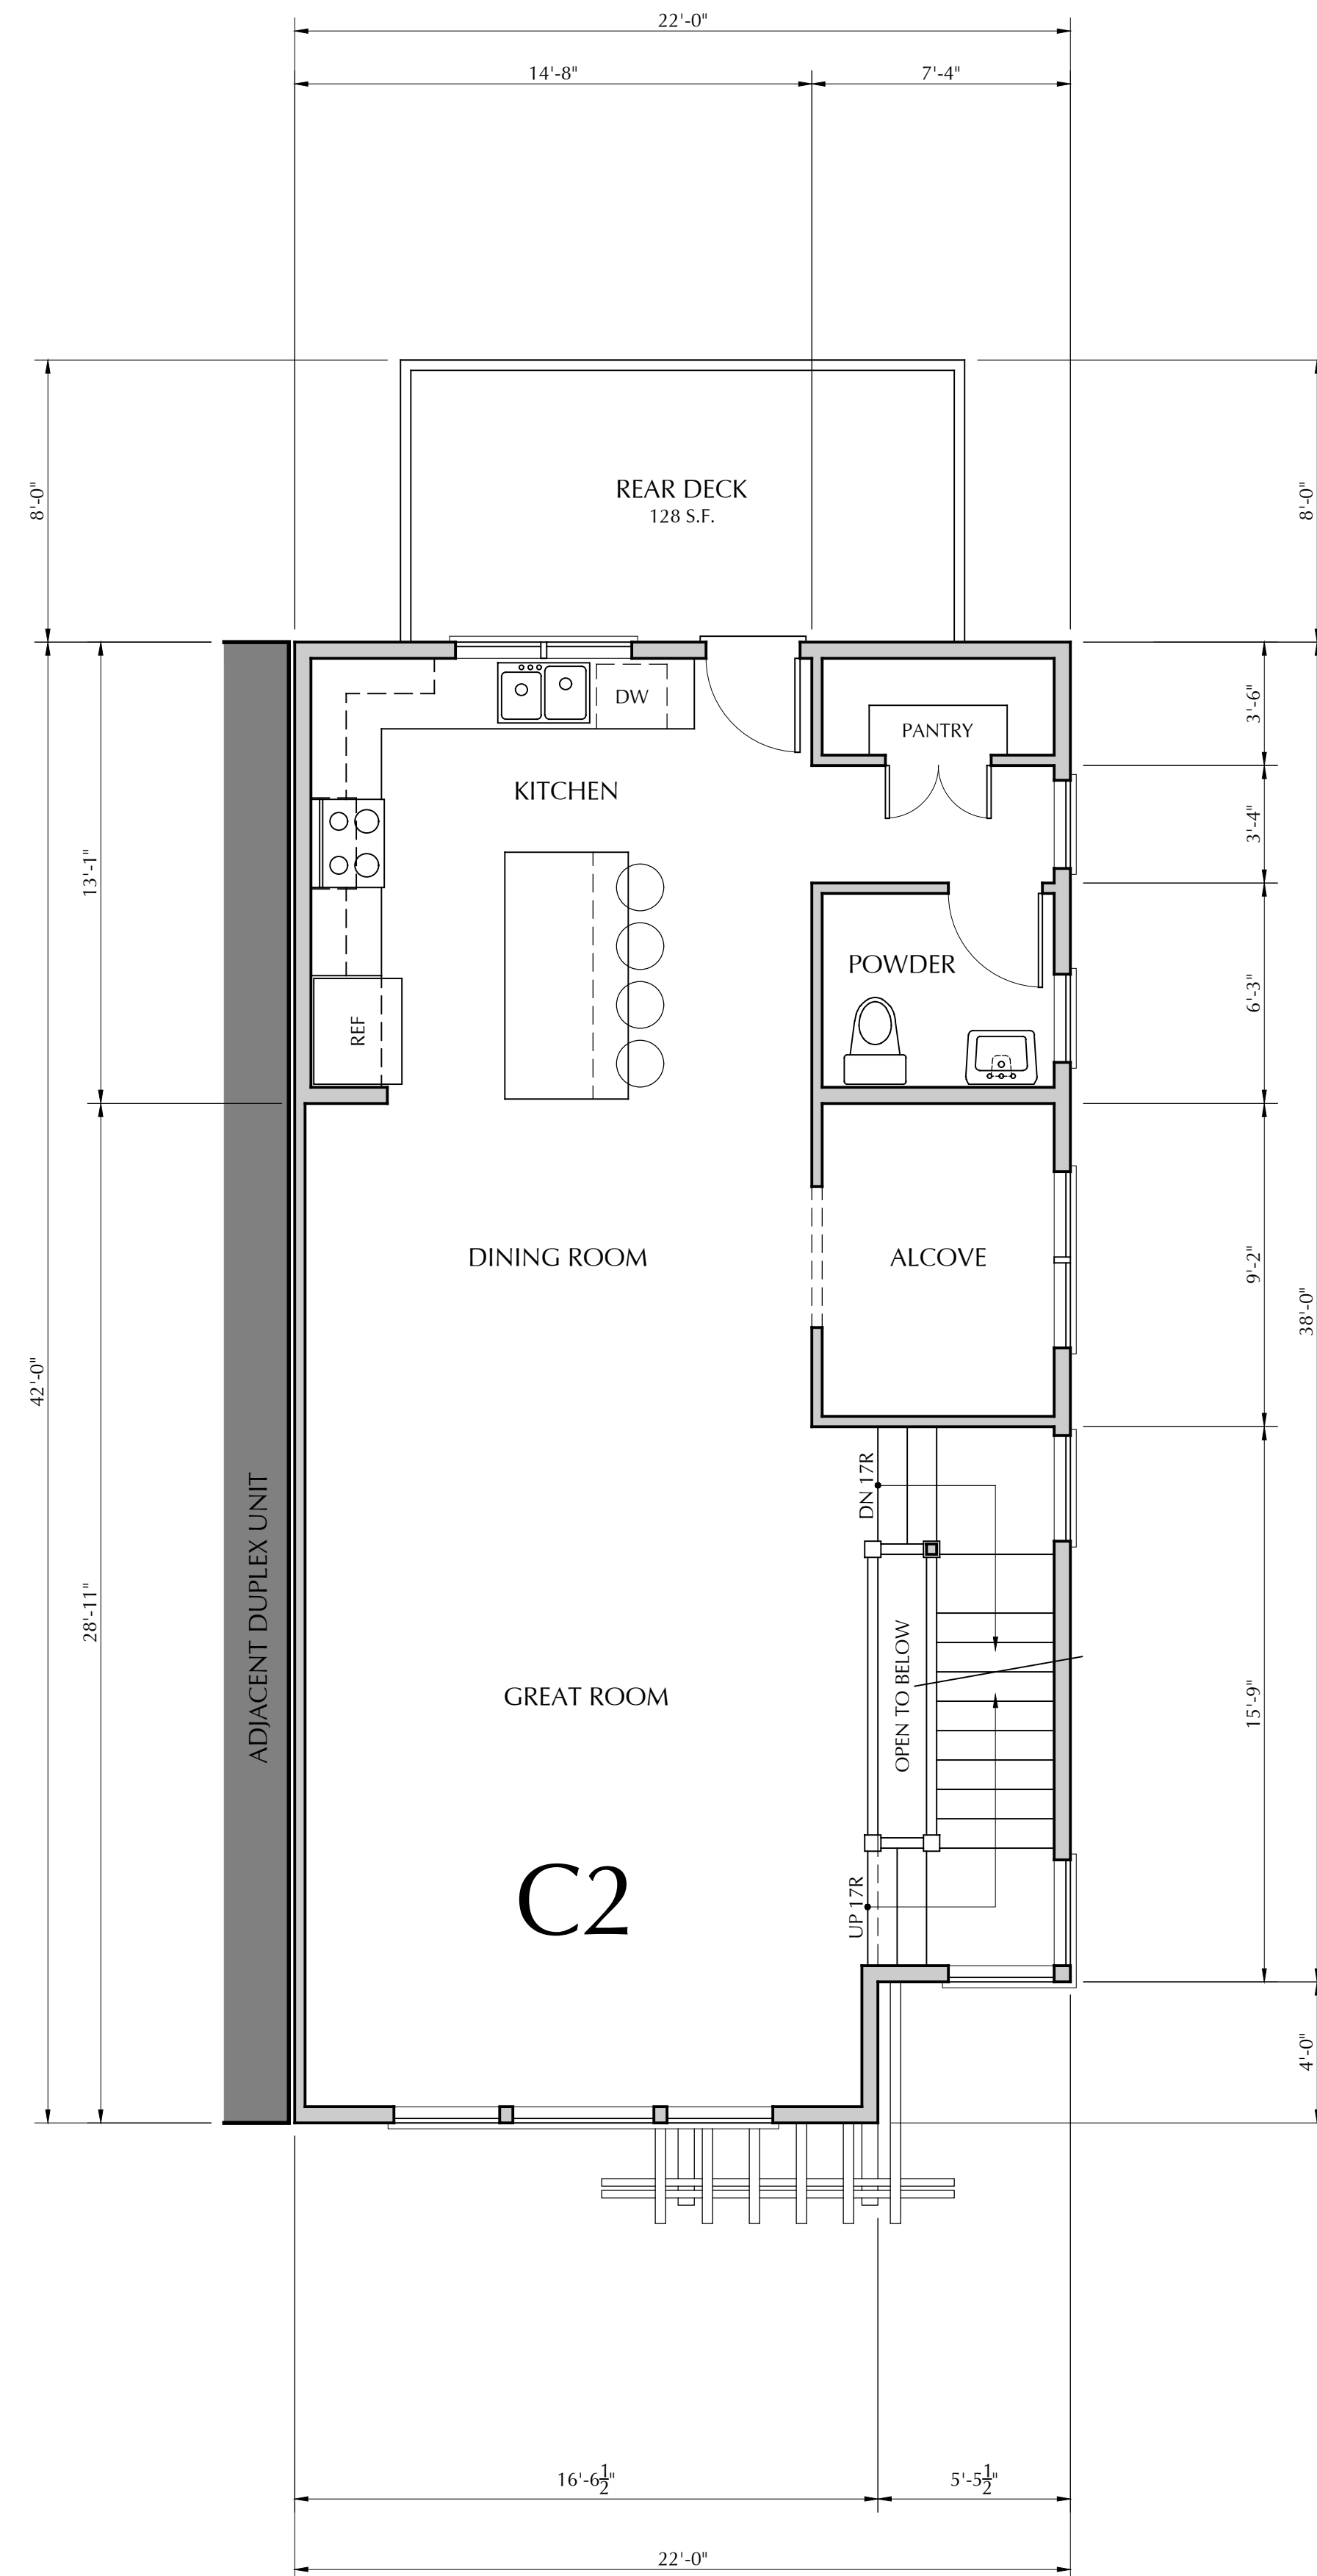 22'-0"
14'-8"
7'-4"
8'-0"
8'-0"
REAR DECK
128 S.F.
DW
PANTRY
3'-6"
KITCHEN
3'-4"
13'-1"
POWDER
6'-3"
REF
DINING ROOM
ALCOVE
9'-2"
38'-0"
42'-0"
DN 17R
ADJACENT DUPLEX UNIT
28'-11"
GREAT ROOM
OPEN TO BELOW
15'-9"
C2
UP 17R
4'-0"
16'-6½"
5'-5½"
22'-0"